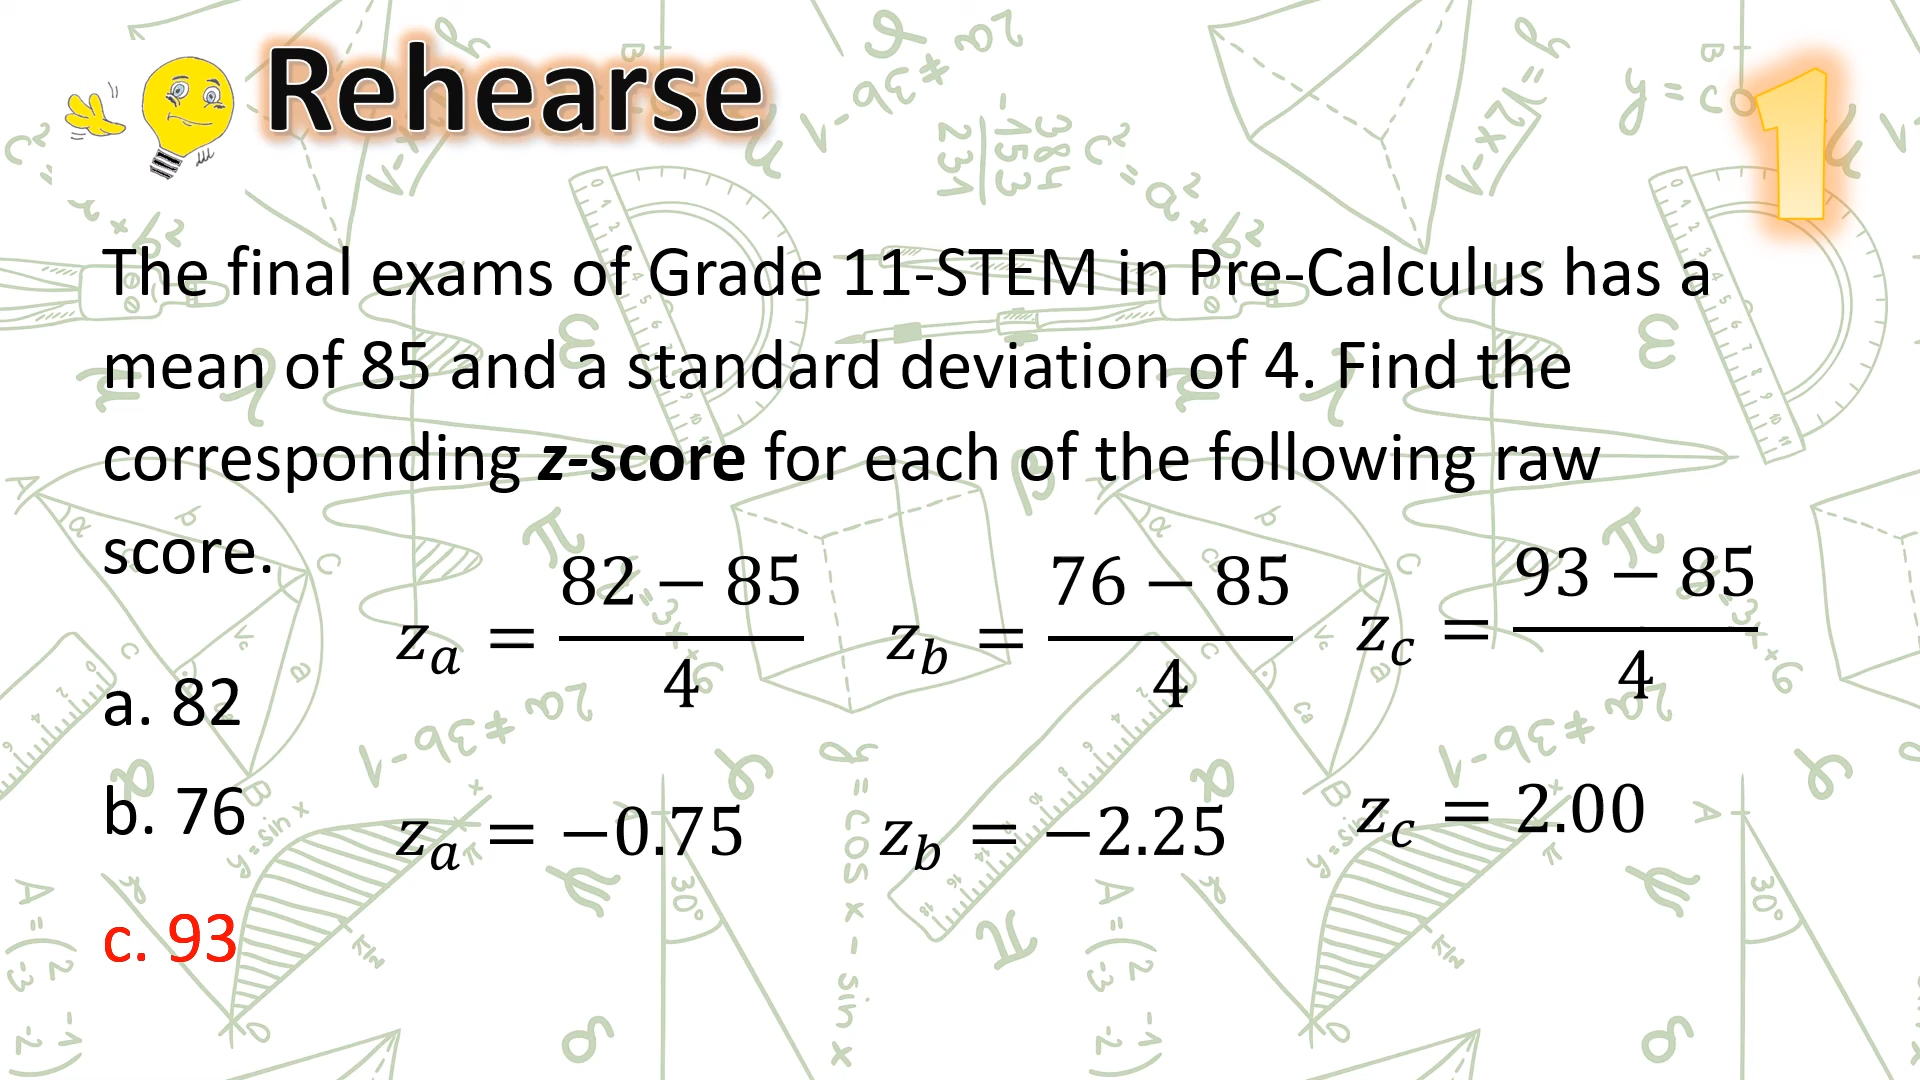 Rehearse
1
The final exams of Grade 11-STEM in Pre-Calculus has a
mean of 85 and a standard deviation of 4. Find the
corresponding z-score for each of the following raw
score.
a. 82
b. 76
c. 93
z_a = (82 − 85)/4
z_a = −0.75
z_b = (76 − 85)/4
z_b = −2.25
z_c = (93 − 85)/4
z_c = 2.00